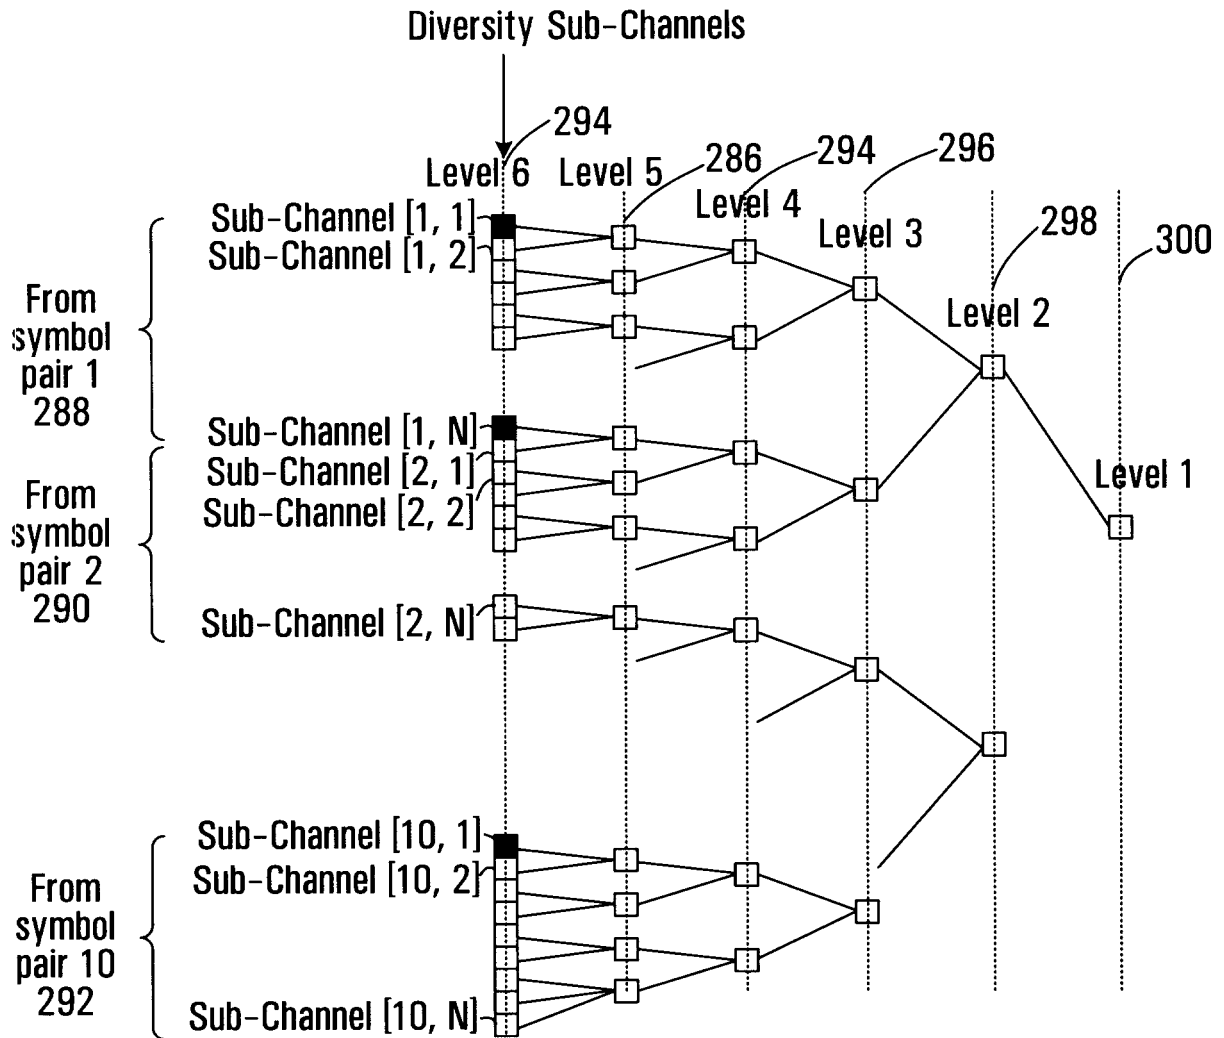 Diversity Sub-Channels
294
286
294
296
298
300
Level 6
Level 5
Level 4
Level 3
Level 2
Level 1
Sub-Channel [1, 1]
Sub-Channel [1, 2]
From
symbol
pair 1
288
Sub-Channel [1, N]
Sub-Channel [2, 1]
Sub-Channel [2, 2]
From
symbol
pair 2
290
Sub-Channel [2, N]
Sub-Channel [10, 1]
Sub-Channel [10, 2]
From
symbol
pair 10
292
Sub-Channel [10, N]